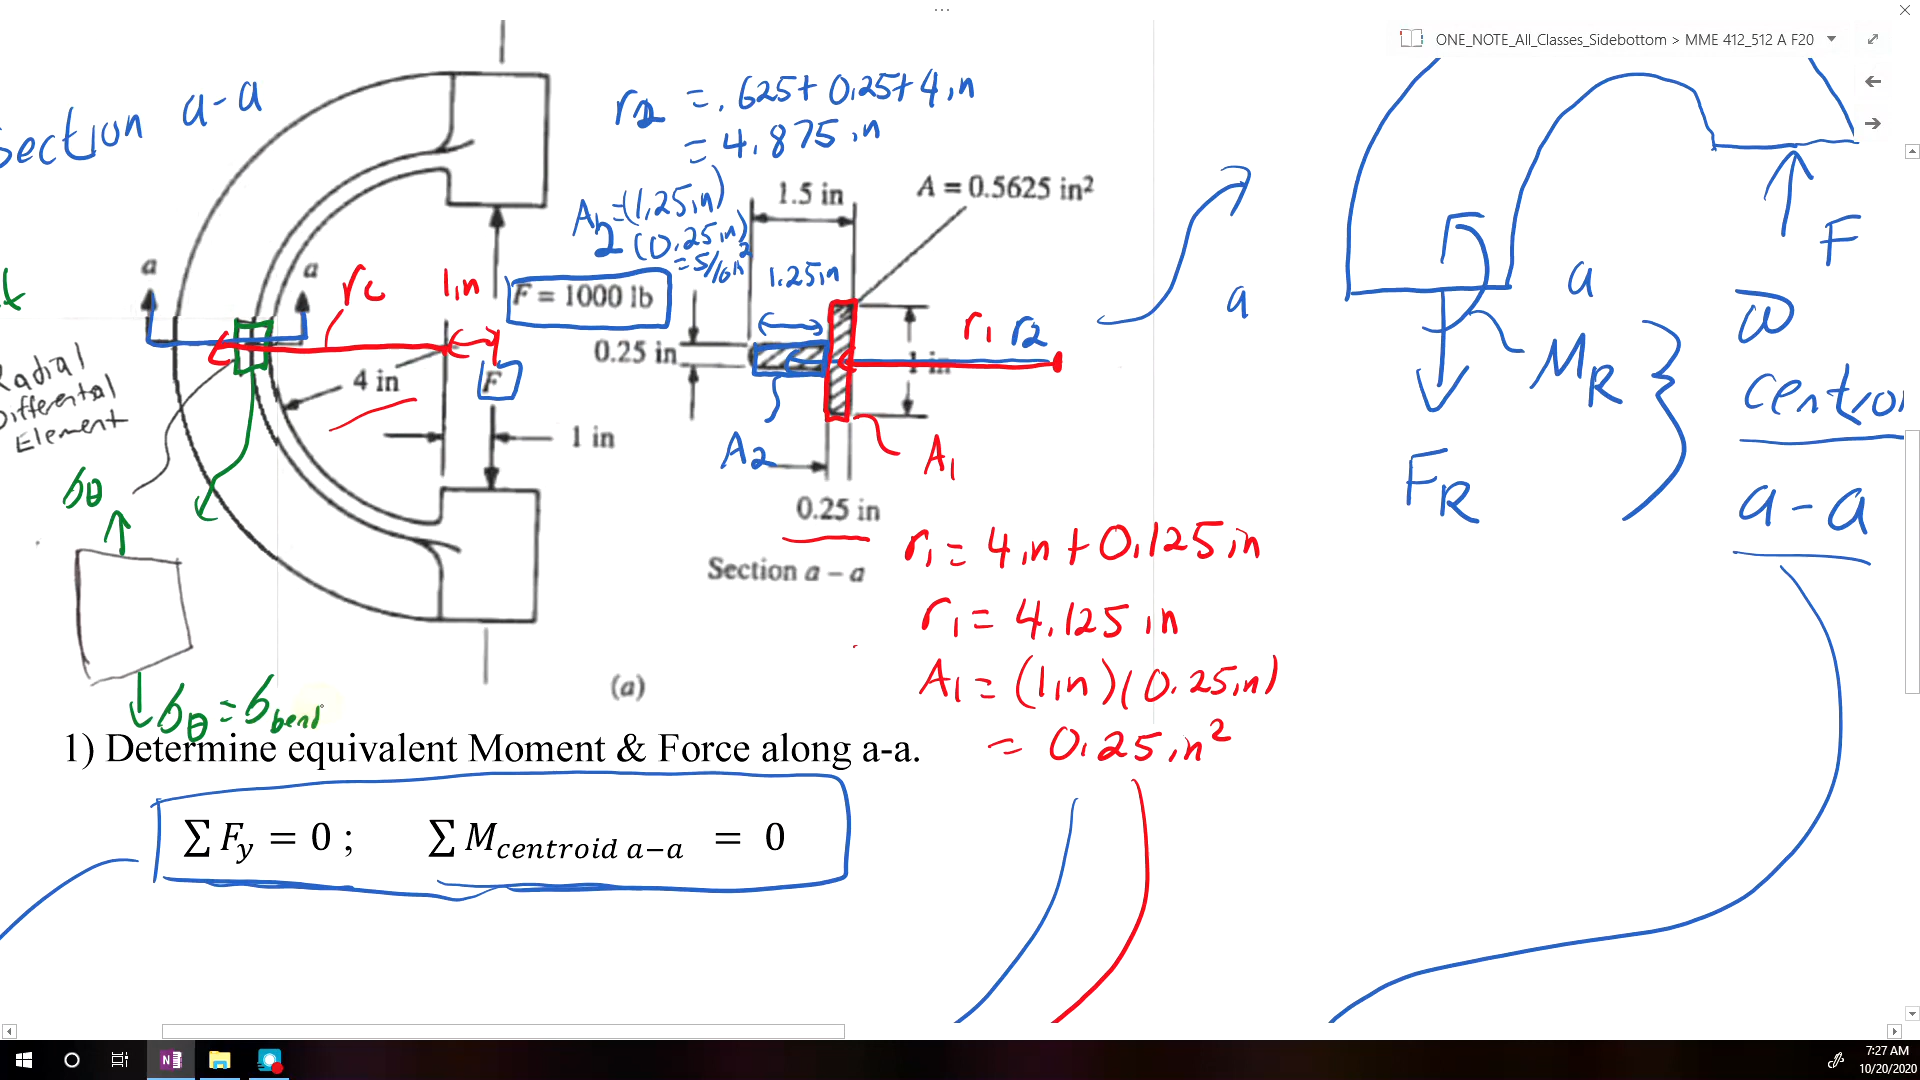 ONE_NOTE_All_Classes_Sidebottom > MME 412_512 A F20
Section a-a
r2 = .625 + 0.25 + 4 in
= 4.875 in
A2 = (1.25 in)
(0.25 in)
= 5/16 in²
1.5 in
A = 0.5625 in²
1.25 in
a
a
rc
1 in
F = 1000 lb
0.25 in
r1 r2
1 in
4 in
F
1 in
A2
A1
0.25 in
Section a – a
(a)
Radial
Differential
Element
σθ
σθ = σbend
r1 = 4 in + 0.125 in
r1 = 4.125 in
A1 = (1 in)(0.25 in)
= 0.25 in²
a
a
F
MR
FR
a-a
1) Determine equivalent Moment & Force along a-a.
∑ Fy = 0 ; ∑ Mcentroid a−a = 0
7:27 AM
10/20/2020